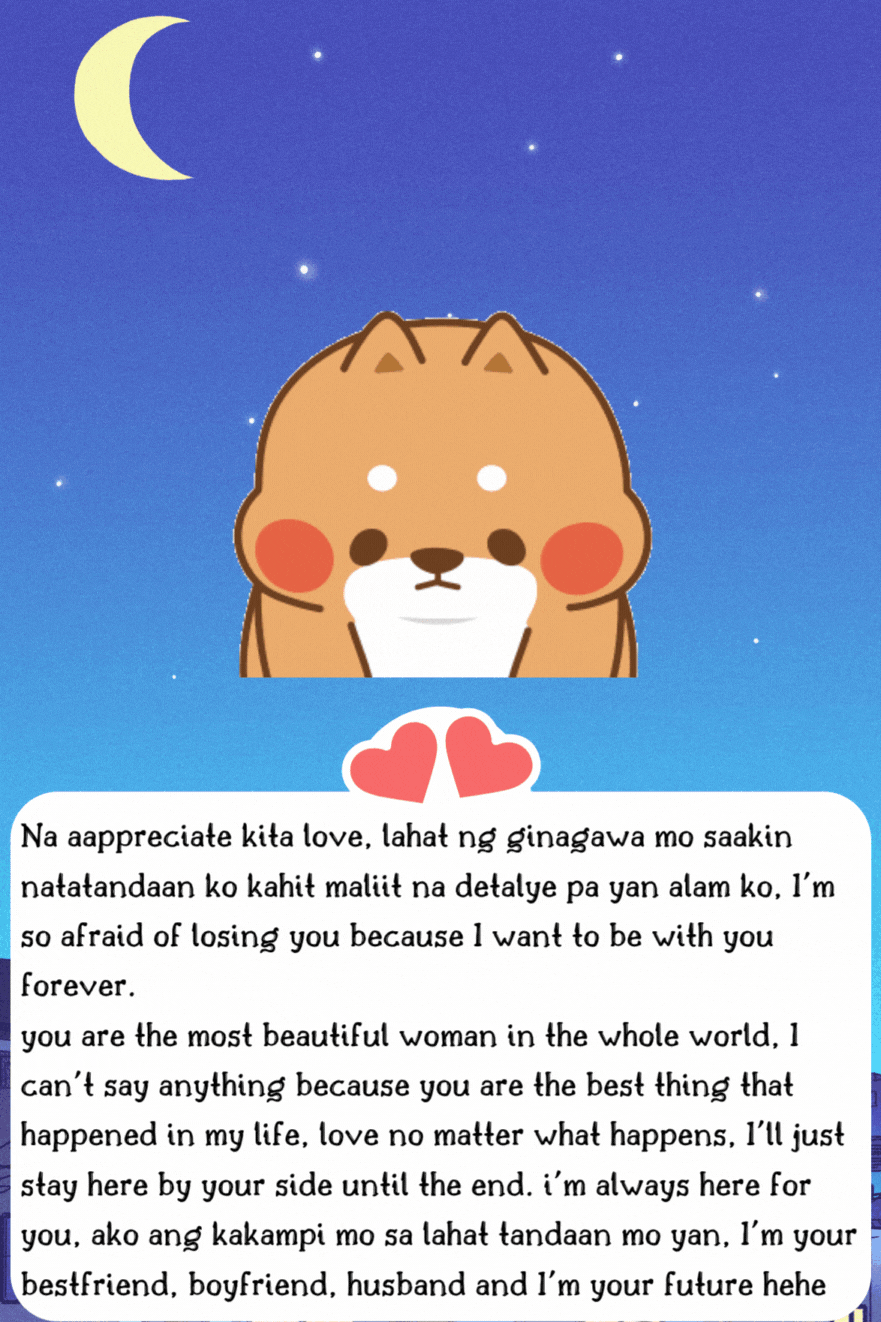 Na aappreciate kita love, lahat ng ginagawa mo saakin
natatandaan ko kahit maliit na detalye pa yan alam ko, I'm
so afraid of losing you because I want to be with you
forever.
you are the most beautiful woman in the whole world, I
can't say anything because you are the best thing that
happened in my life, love no matter what happens, I'll just
stay here by your side until the end. i'm always here for
you, ako ang kakampi mo sa lahat tandaan mo yan, I'm your
bestfriend, boyfriend, husband and I'm your future hehe